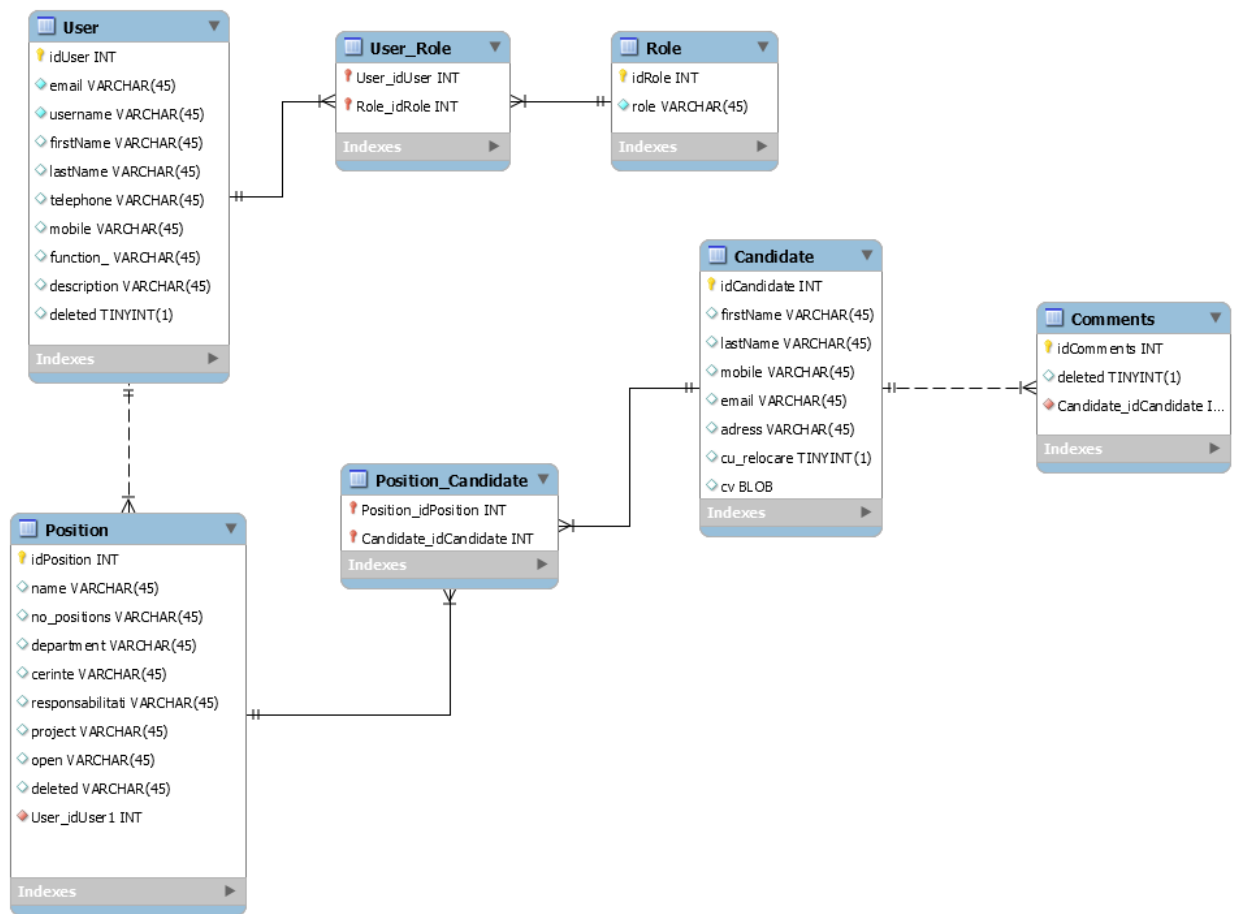 User
idUser INT
email VARCHAR(45)
username VARCHAR(45)
firstName VARCHAR(45)
lastName VARCHAR(45)
telephone VARCHAR(45)
mobile VARCHAR(45)
function_ VARCHAR(45)
description VARCHAR(45)
deleted TINYINT(1)
Indexes
User_Role
User_idUser INT
Role_idRole INT
Indexes
Role
idRole INT
role VARCHAR(45)
Indexes
Candidate
idCandidate INT
firstName VARCHAR(45)
lastName VARCHAR(45)
mobile VARCHAR(45)
email VARCHAR(45)
adress VARCHAR(45)
cu_relocare TINYINT(1)
cv BLOB
Indexes
Comments
idComments INT
deleted TINYINT(1)
Candidate_idCandidate I...
Indexes
Position_Candidate
Position_idPosition INT
Candidate_idCandidate INT
Indexes
Position
idPosition INT
name VARCHAR(45)
no_positions VARCHAR(45)
department VARCHAR(45)
cerinte VARCHAR(45)
responsabilitati VARCHAR(45)
project VARCHAR(45)
open VARCHAR(45)
deleted VARCHAR(45)
User_idUser1 INT
Indexes